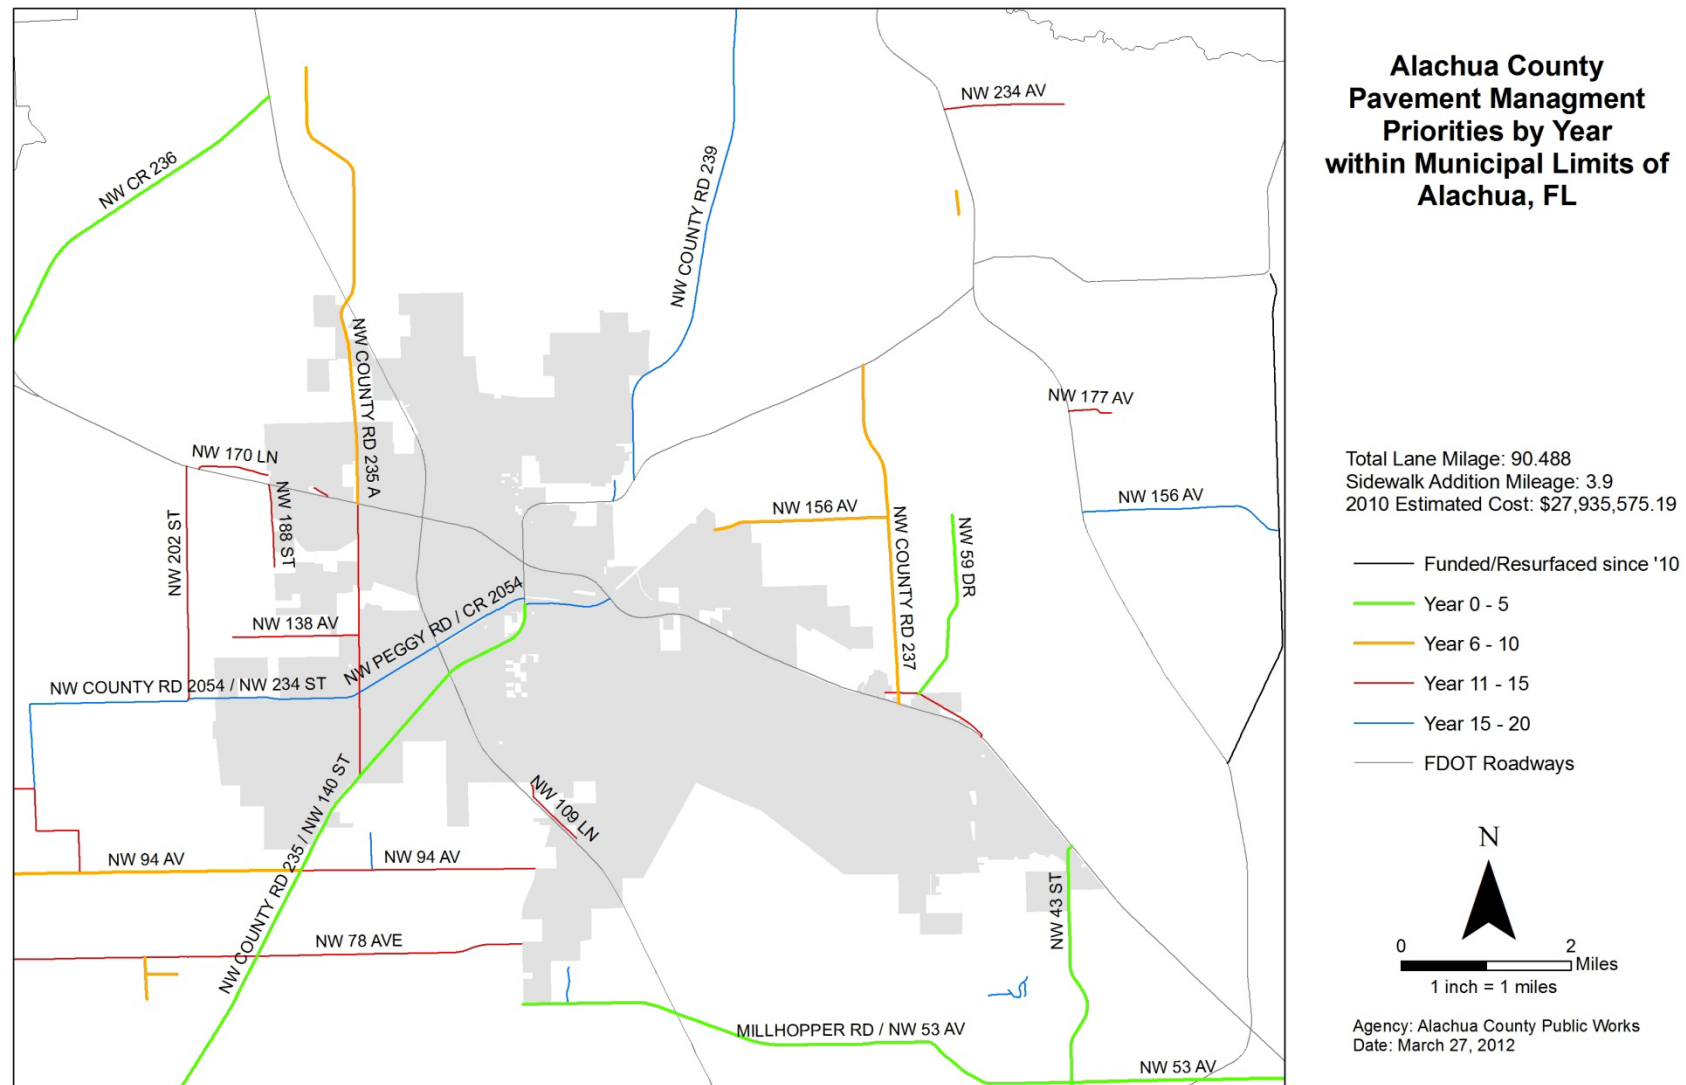 Alachua County
Pavement Managment
Priorities by Year
within Municipal Limits of
Alachua, FL
Total Lane Milage: 90.488
Sidewalk Addition Mileage: 3.9
2010 Estimated Cost: $27,935,575.19
Funded/Resurfaced since '10
Year 0 - 5
Year 6 - 10
Year 11 - 15
Year 15 - 20
FDOT Roadways
N
0 2
Miles
1 inch = 1 miles
Agency: Alachua County Public Works
Date: March 27, 2012
NW 234 AV
NW CR 236
NW COUNTY RD 239
NW COUNTY RD 235 A
NW 177 AV
NW 170 LN
NW 188 ST
NW 202 ST
NW 156 AV
NW 156 AV
NW COUNTY RD 237
NW 59 DR
NW 138 AV
NW PEGGY RD / CR 2054
NW COUNTY RD 2054 / NW 234 ST
NW COUNTY RD 235 / NW 140 ST
NW 109 LN
NW 94 AV
NW 94 AV
NW 43 ST
NW 78 AVE
MILLHOPPER RD / NW 53 AV
NW 53 AV